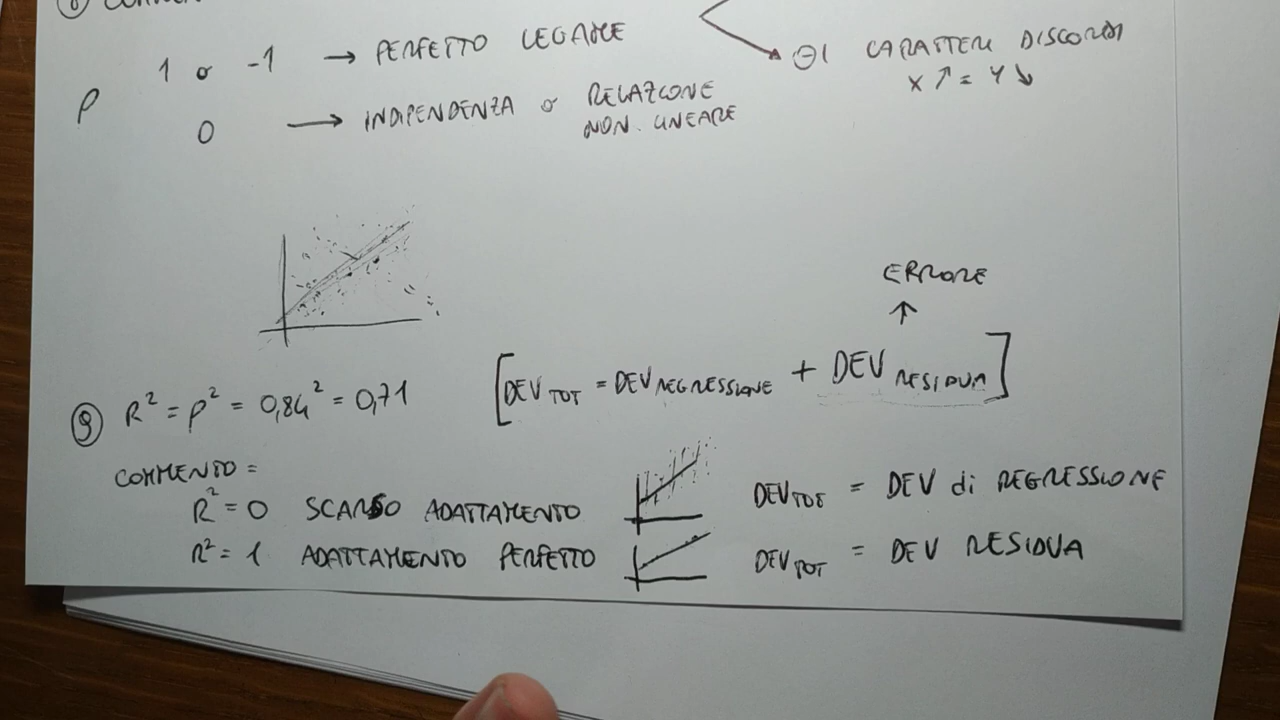 1 o -1 → PERFETTO LEGAME
ρ
0 → INDIPENDENZA o RELAZIONE
NON LINEARE
⊖1 CARATTERI DISCORDI
X ↗ = Y ↘
ERRORE
↑
[DEV TOT = DEV REGRESSIONE + DEV RESIDUA]
⑨ R² = ρ² = 0,84² = 0,71
COMMENTO =
R² = 0 SCARSO ADATTAMENTO DEV TOT = DEV di REGRESSIONE
R² = 1 ADATTAMENTO PERFETTO DEV TOT = DEV RESIDUA